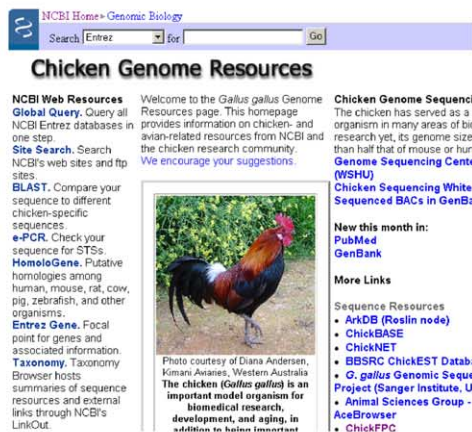 NCBI Home▸Genomic Biology
Search Entrez for Go
Chicken Genome Resources
NCBI Web Resources
Global Query. Query all
NCBI Entrez databases in
one step.
Site Search. Search
NCBI's web sites and ftp
sites.
BLAST. Compare your
sequence to different
chicken-specific
sequences.
e-PCR. Check your
sequence for STSs.
HomoloGene. Putative
homologies among
human, mouse, rat, cow,
pig, zebrafish, and other
organisms.
Entrez Gene. Focal
point for genes and
associated information.
Taxonomy. Taxonomy
Browser hosts
summaries of sequence
resources and external
links through NCBI's
LinkOut.
Welcome to the Gallus gallus Genome
Resources page. This homepage
provides information on chicken- and
avian-related resources from NCBI and
the chicken research community.
We encourage your suggestions.
Photo courtesy of Diana Andersen,
Kimani Aviaries, Western Australia
The chicken (Gallus gallus) is an
important model organism for
biomedical research,
development, and aging, in
addition to being important
Chicken Genome Sequenci
The chicken has served as a
organism in many areas of bi
research yet, its genome size
than half that of mouse or hur
Genome Sequencing Cente
(WSHU)
Chicken Sequencing White
Sequenced BACs in GenBa
New this month in:
PubMed
GenBank
More Links
Sequence Resources
• ArkDB (Roslin node)
• ChickBASE
• ChickNET
• BBSRC ChickEST Datab
• G. gallus Genomic Seque
Project (Sanger Institute, U
• Animal Sciences Group -
AceBrowser
• ChickFPC